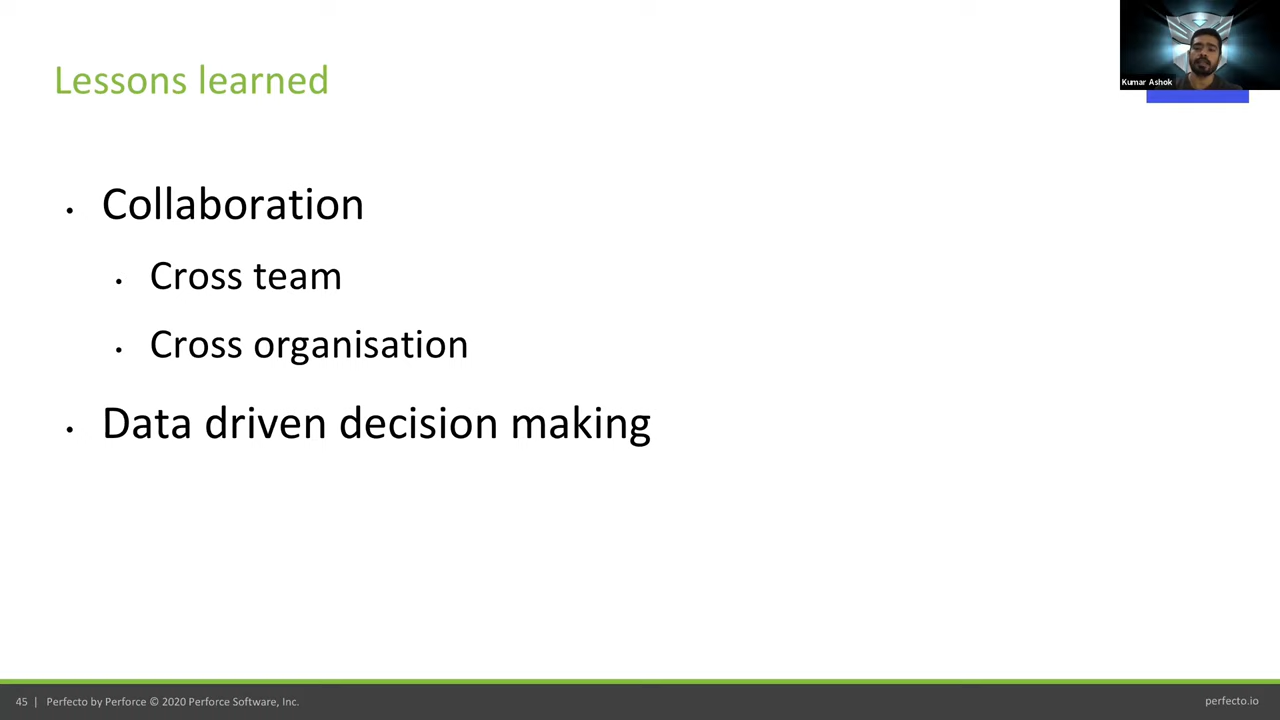 Lessons learned
Kumar Ashok
• Collaboration
• Cross team
• Cross organisation
• Data driven decision making
45 | Perfecto by Perforce © 2020 Perforce Software, Inc.
perfecto.io